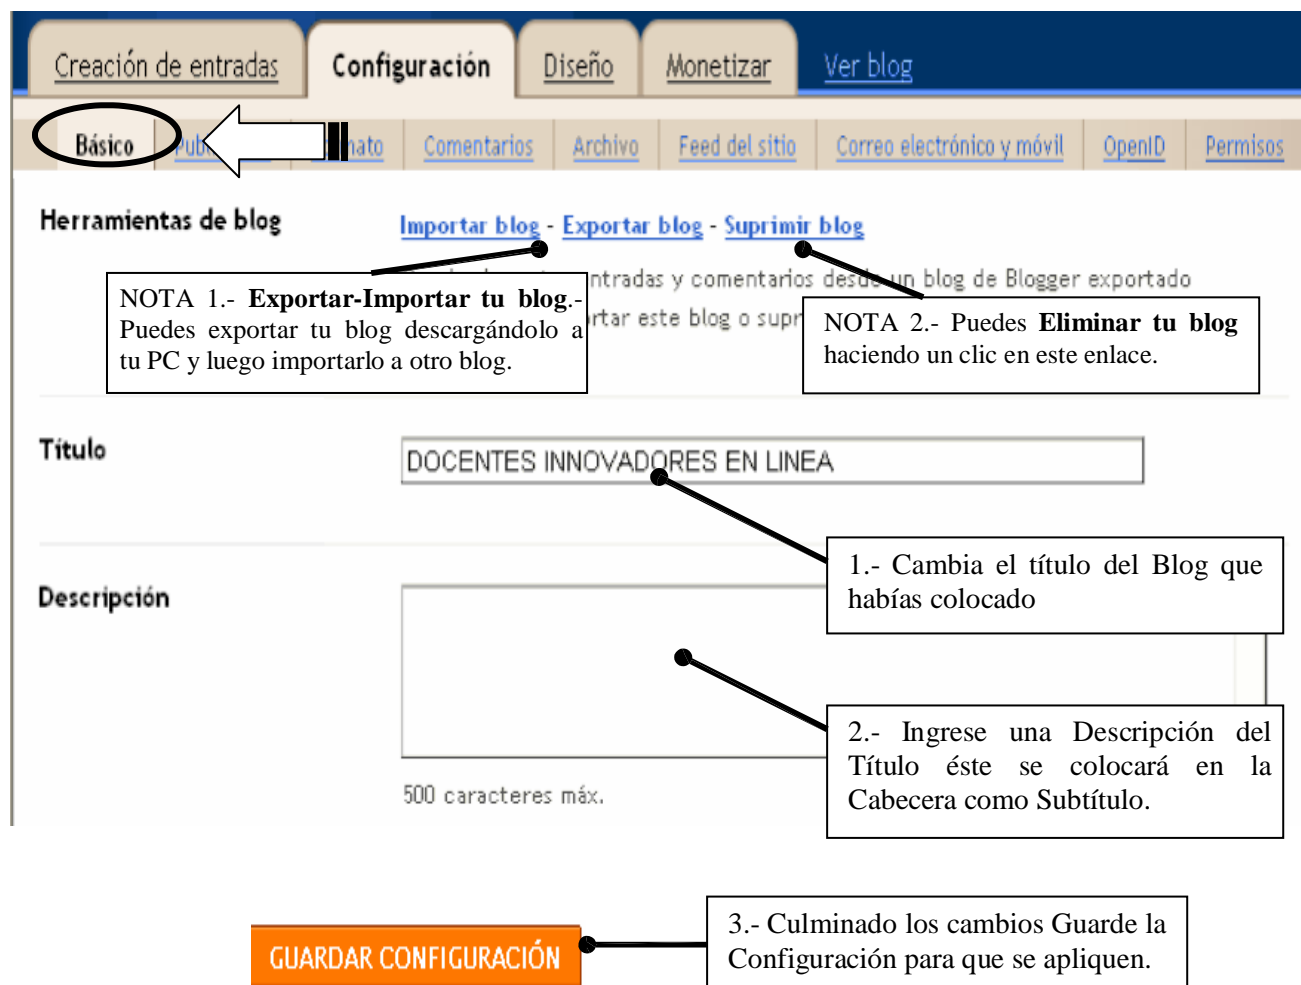 Creación de entradas Configuración Diseño Monetizar Ver blog
Básico Comentarios Archivo Feed del sitio Correo electrónico y móvil OpenID Permisos
Herramientas de blog
Importar blog - Exportar blog - Suprimir blog
y comentarios desde un blog de Blogger exportado
este blog o
NOTA 1.- Exportar-Importar tu blog.-
Puedes exportar tu blog descargándolo a
tu PC y luego importarlo a otro blog.
NOTA 2.- Puedes Eliminar tu blog
haciendo un clic en este enlace.
Título
DOCENTES INNOVADORES EN LINEA
1.- Cambia el título del Blog que
habías colocado
Descripción
2.- Ingrese una Descripción del
Título éste se colocará en la
Cabecera como Subtítulo.
500 caracteres máx.
GUARDAR CONFIGURACIÓN
3.- Culminado los cambios Guarde la
Configuración para que se apliquen.